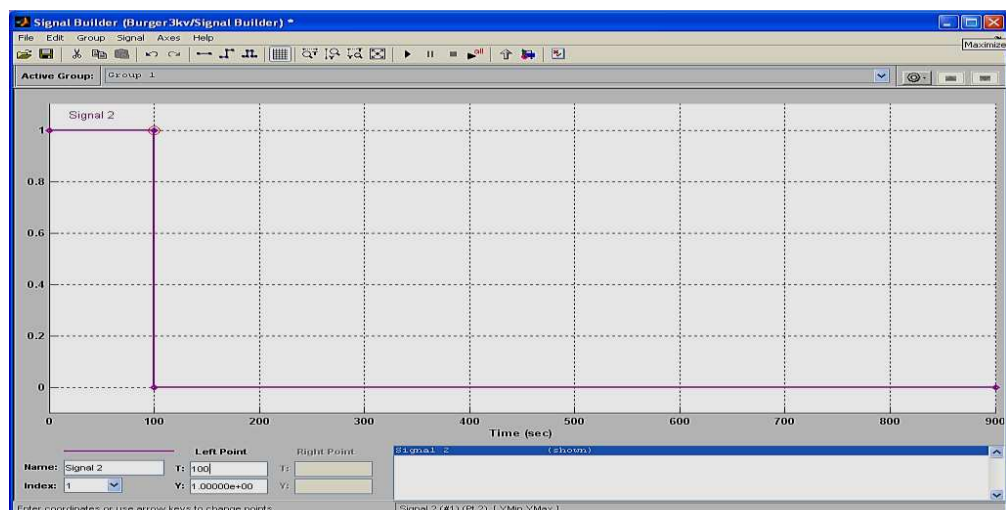 Signal Builder (Burger3kv/Signal Builder) *
File Edit Group Signal Axes Help
Maximize
all
Active Group: Group 1
Signal 2
1
0.8
0.6
0.4
0.2
0
0 100 200 300 400 500 600 700 800 900
Time (sec)
Left Point Right Point
Name: Signal 2 T: 100 T:
Index: 1 Y: 1.00000e+00 Y:
Signal 2 (shown)
Enter coordinates or use arrow keys to change points
Signal 2 (#1) (Pt 2) [ YMin YMax ]